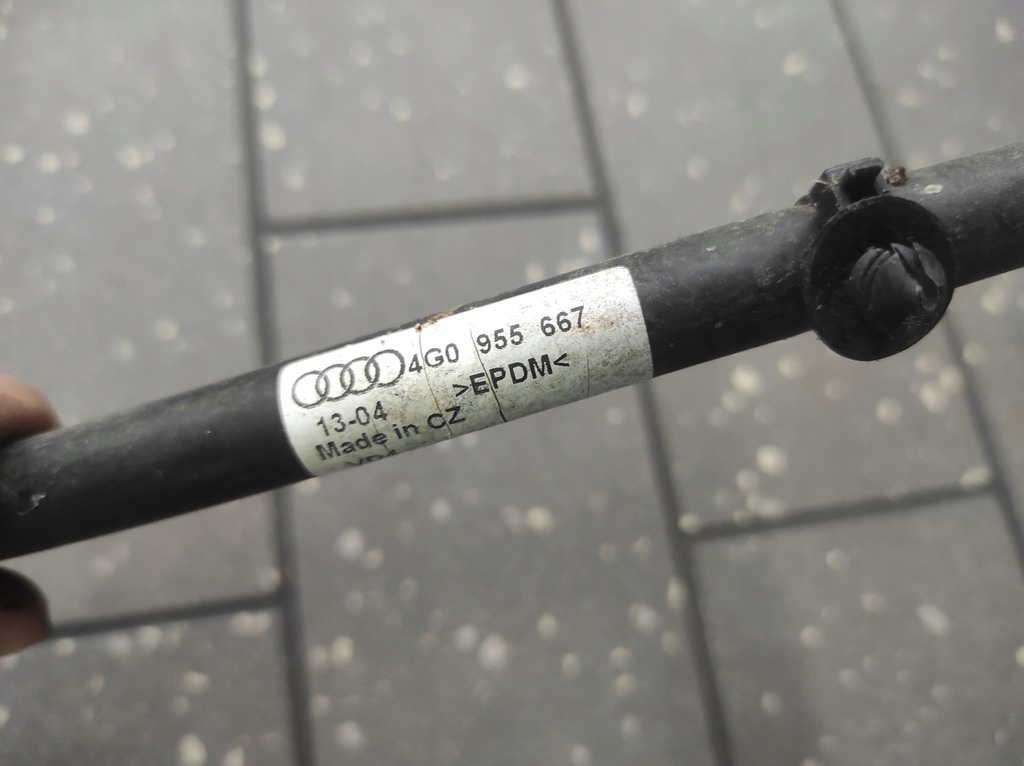 4G0 955 667
13-04 >EPDM<
Made in CZ